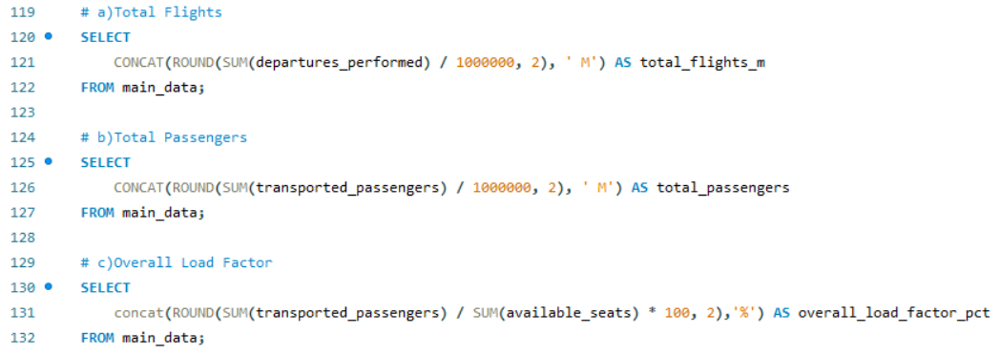 119 # a)Total Flights
120 SELECT
121 CONCAT(ROUND(SUM(departures_performed) / 1000000, 2), ' M') AS total_flights_m
122 FROM main_data;
123
124 # b)Total Passengers
125 SELECT
126 CONCAT(ROUND(SUM(transported_passengers) / 1000000, 2), ' M') AS total_passengers
127 FROM main_data;
128
129 # c)Overall Load Factor
130 SELECT
131 concat(ROUND(SUM(transported_passengers) / SUM(available_seats) * 100, 2),'%') AS overall_load_factor_pct
132 FROM main_data;